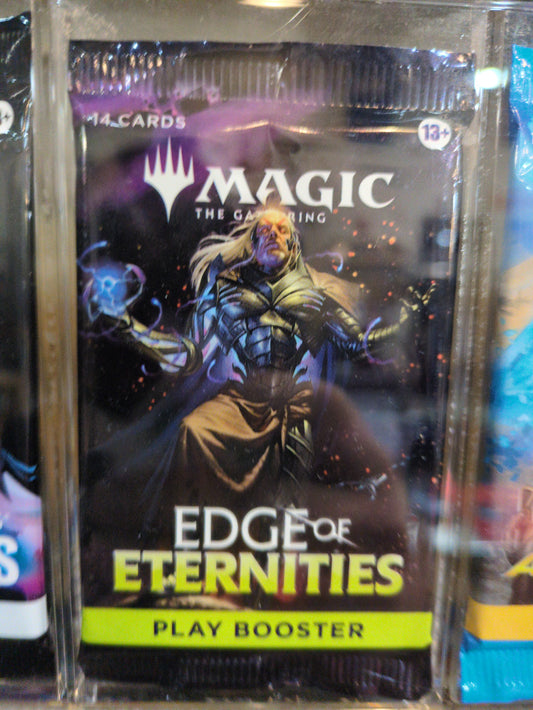 14 CARDS
13+
MAGIC
THE GATHERING
EDGE OF
ETERNITIES
PLAY BOOSTER
S